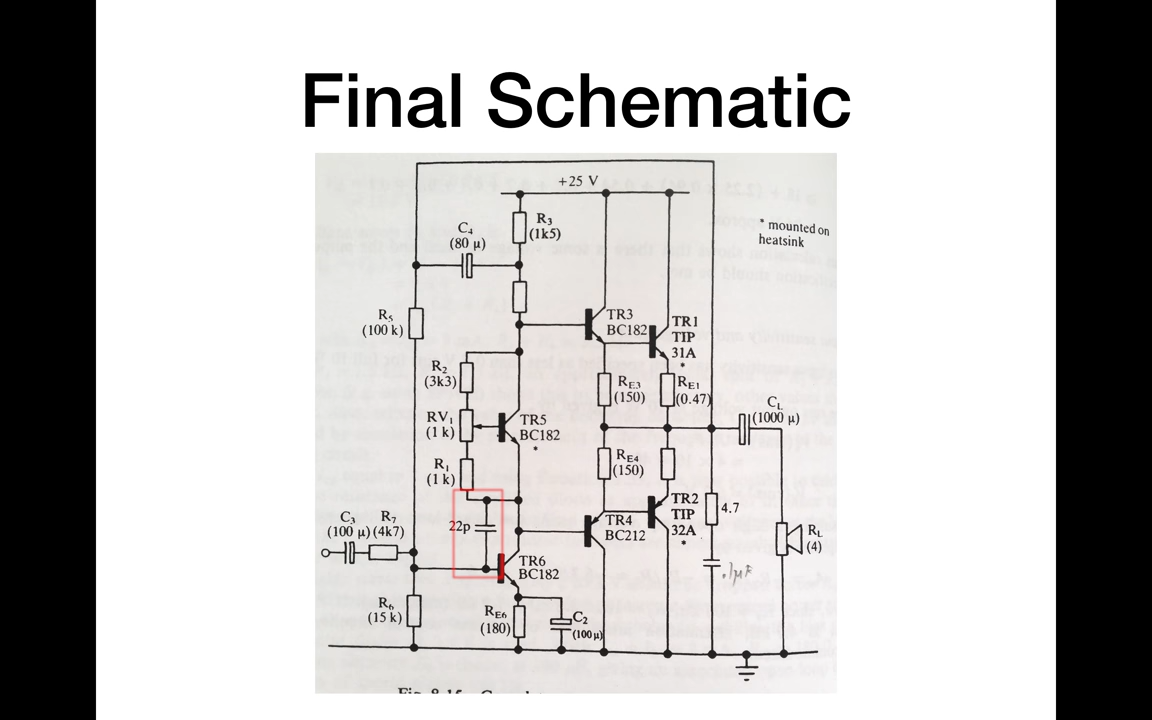 Final Schematic
+25 V
R3
(1k5)
C4
(80 μ)
* mounted on
heatsink
R5
(100 k)
TR3
BC182
TR1
TIP
31A
*
R2
(3k3)
RE3
(150)
RE1
(0.47)
RV1
(1 k)
TR5
BC182
*
CL
(1000 μ)
R1
(1 k)
RE4
(150)
22p
TR4
BC212
TR2
TIP
32A
*
4.7
C3
(100 μ)
R7
(4k7)
RL
(4)
TR6
BC182
.1μF
R6
(15 k)
RE6
(180)
C2
(100μ)